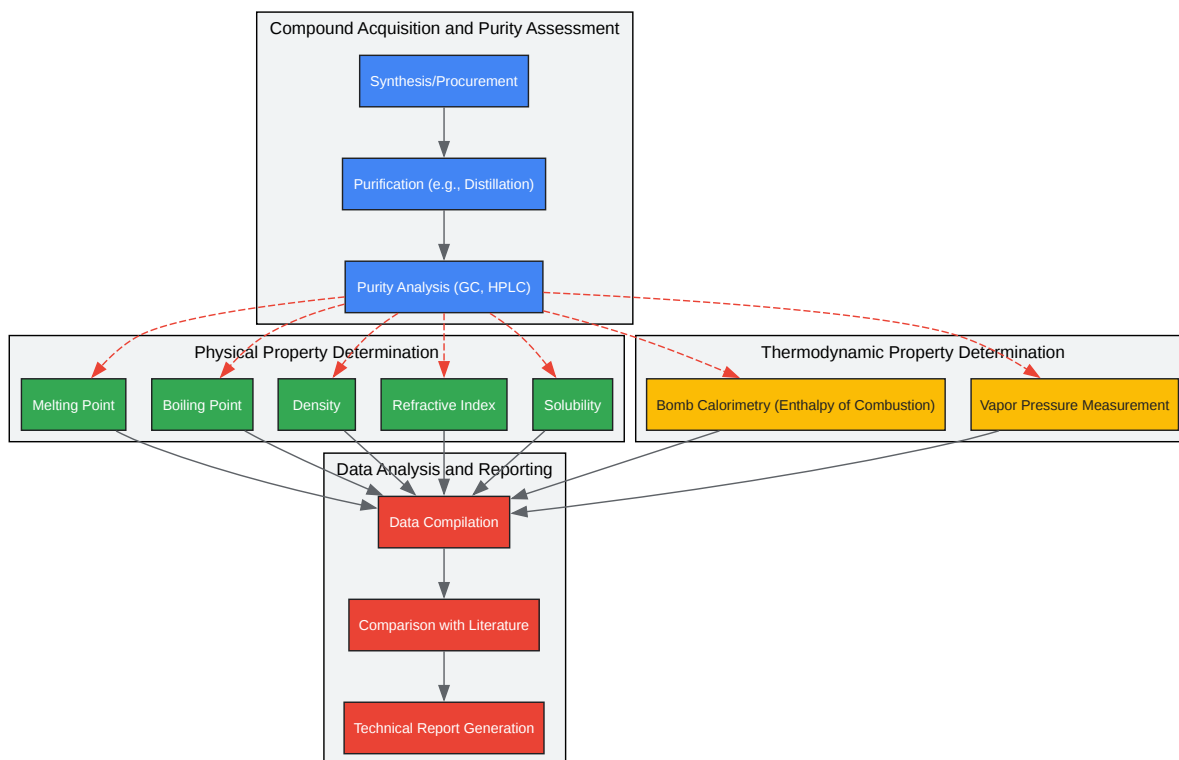 Compound Acquisition and Purity Assessment
Synthesis/Procurement
Purification (e.g., Distillation)
Purity Analysis (GC, HPLC)
Physical Property Determination
Thermodynamic Property Determination
Melting Point
Boiling Point
Density
Refractive Index
Solubility
Bomb Calorimetry (Enthalpy of Combustion)
Vapor Pressure Measurement
Data Analysis and Reporting
Data Compilation
Comparison with Literature
Technical Report Generation